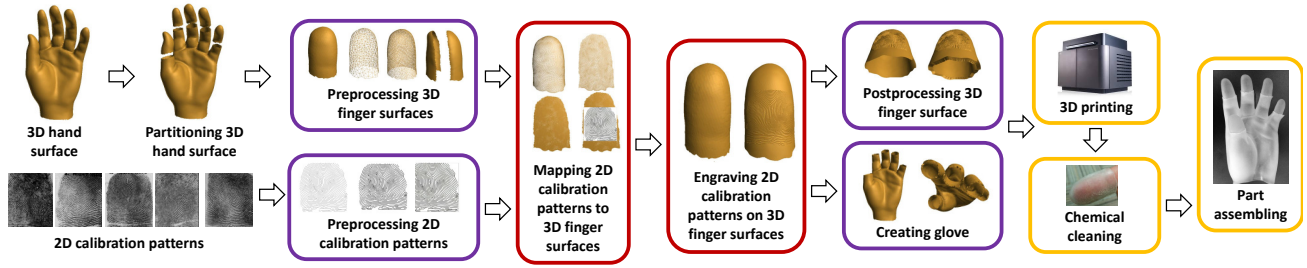 3D hand
surface
Partitioning 3D
hand surface
2D calibration patterns
Preprocessing 3D
finger surfaces
Preprocessing 2D
calibration patterns
Mapping 2D
calibration
patterns to
3D finger
surfaces
Engraving 2D
calibration
patterns on 3D
finger surfaces
Postprocessing 3D
finger surface
Creating glove
3D printing
Chemical
cleaning
Part
assembling